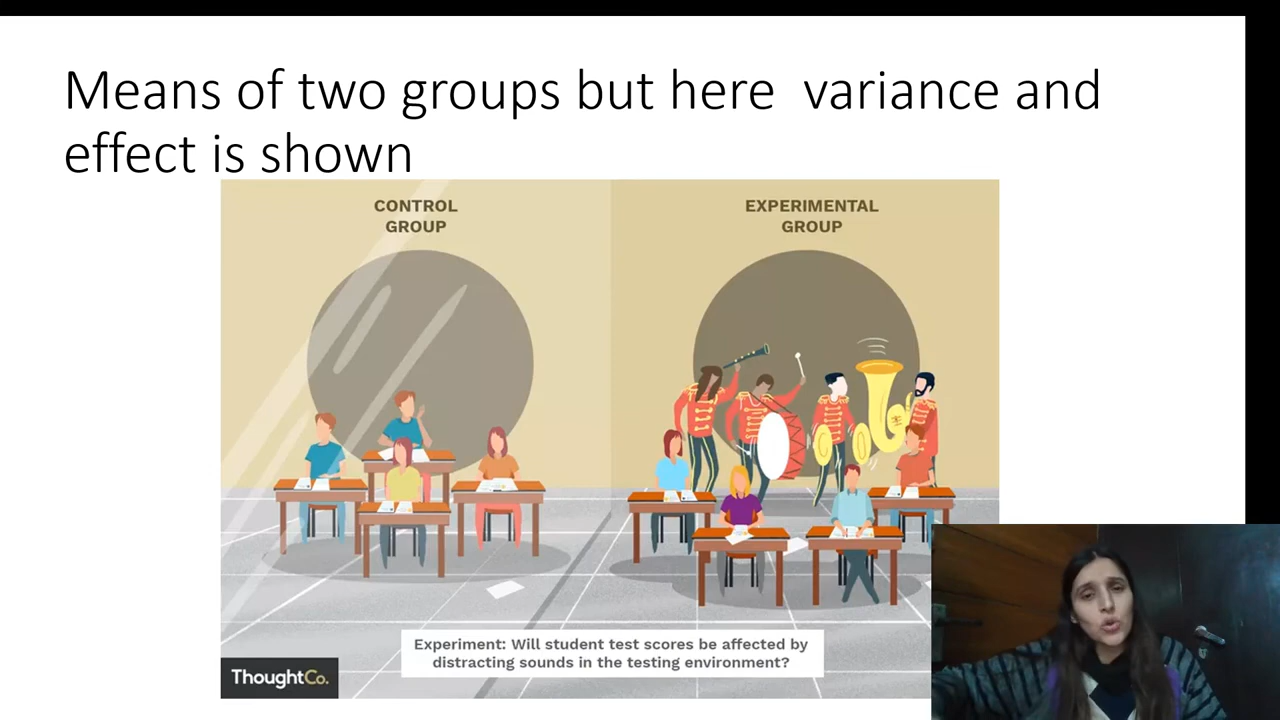 Means of two groups but here  variance and
effect is shown
CONTROL
GROUP
EXPERIMENTAL
GROUP
Experiment: Will student test scores be affected by
distracting sounds in the testing environment?
ThoughtCo.